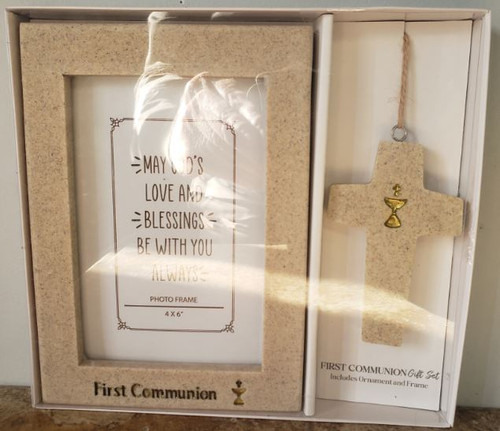 MAY GOD'S
LOVE AND
BLESSINGS
BE WITH YOU
ALWAYS
PHOTO FRAME
4 X 6"
First Communion
FIRST COMMUNION Gift Set
Includes Ornament and Frame